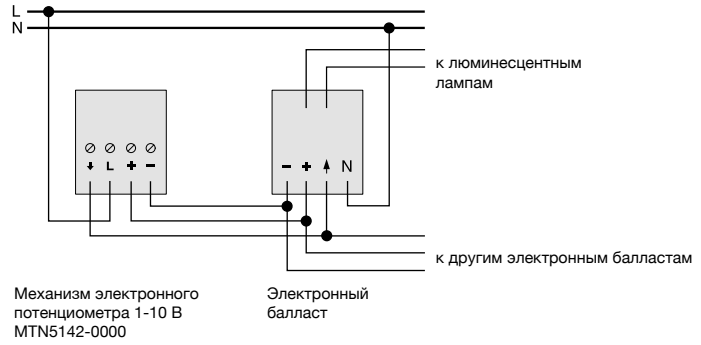 L
N
к люминесцентным
лампам
L + −
− + N
к другим электронным балластам
Механизм электронного
потенциометра 1-10 В
MTN5142-0000
Электронный
балласт